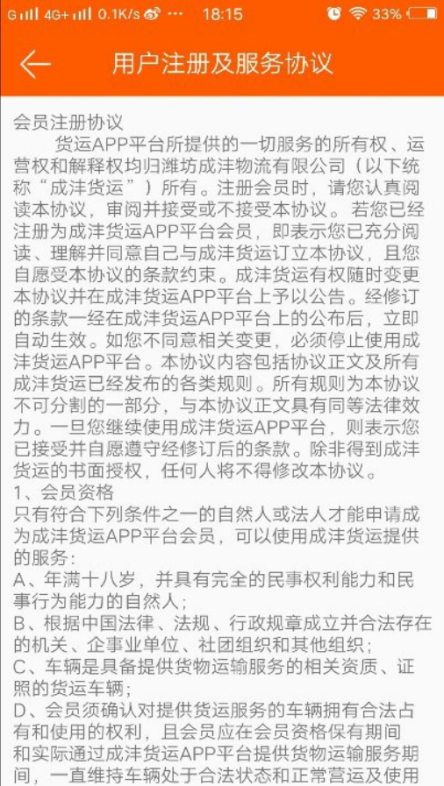 G 4G+ 0.1K/s ··· 18:15 33%
用户注册及服务协议
会员注册协议
货运APP平台所提供的一切服务的所有权、运
营权和解释权均归潍坊成沣物流有限公司（以下统
称“成沣货运”）所有。注册会员时，请您认真阅
读本协议，审阅并接受或不接受本协议。 若您已经
注册为成沣货运APP平台会员，即表示您已充分阅
读、理解并同意自己与成沣货运订立本协议，且您
自愿受本协议的条款约束。成沣货运有权随时变更
本协议并在成沣货运APP平台上予以公告。经修订
的条款一经在成沣货运APP平台上的公布后，立即
自动生效。如您不同意相关变更，必须停止使用成
沣货运APP平台。本协议内容包括协议正文及所有
成沣货运已经发布的各类规则。所有规则为本协议
不可分割的一部分，与本协议正文具有同等法律效
力。一旦您继续使用成沣货运APP平台，则表示您
已接受并自愿遵守经修订后的条款。除非得到成沣
货运的书面授权，任何人将不得修改本协议。
1、会员资格
只有符合下列条件之一的自然人或法人才能申请成
为成沣货运APP平台会员，可以使用成沣货运提供
的服务：
A、年满十八岁，并具有完全的民事权利能力和民
事行为能力的自然人；
B、根据中国法律、法规、行政规章成立并合法存在
的机关、企事业单位、社团组织和其他组织；
C、车辆是具备提供货物运输服务的相关资质、证
照的货运车辆；
D、会员须确认对提供货运服务的车辆拥有合法占
有和使用的权利，且会员应在会员资格保有期间
和实际通过成沣货运APP平台提供货物运输服务期
间，一直维持车辆处于合法状态和正常营运及使用